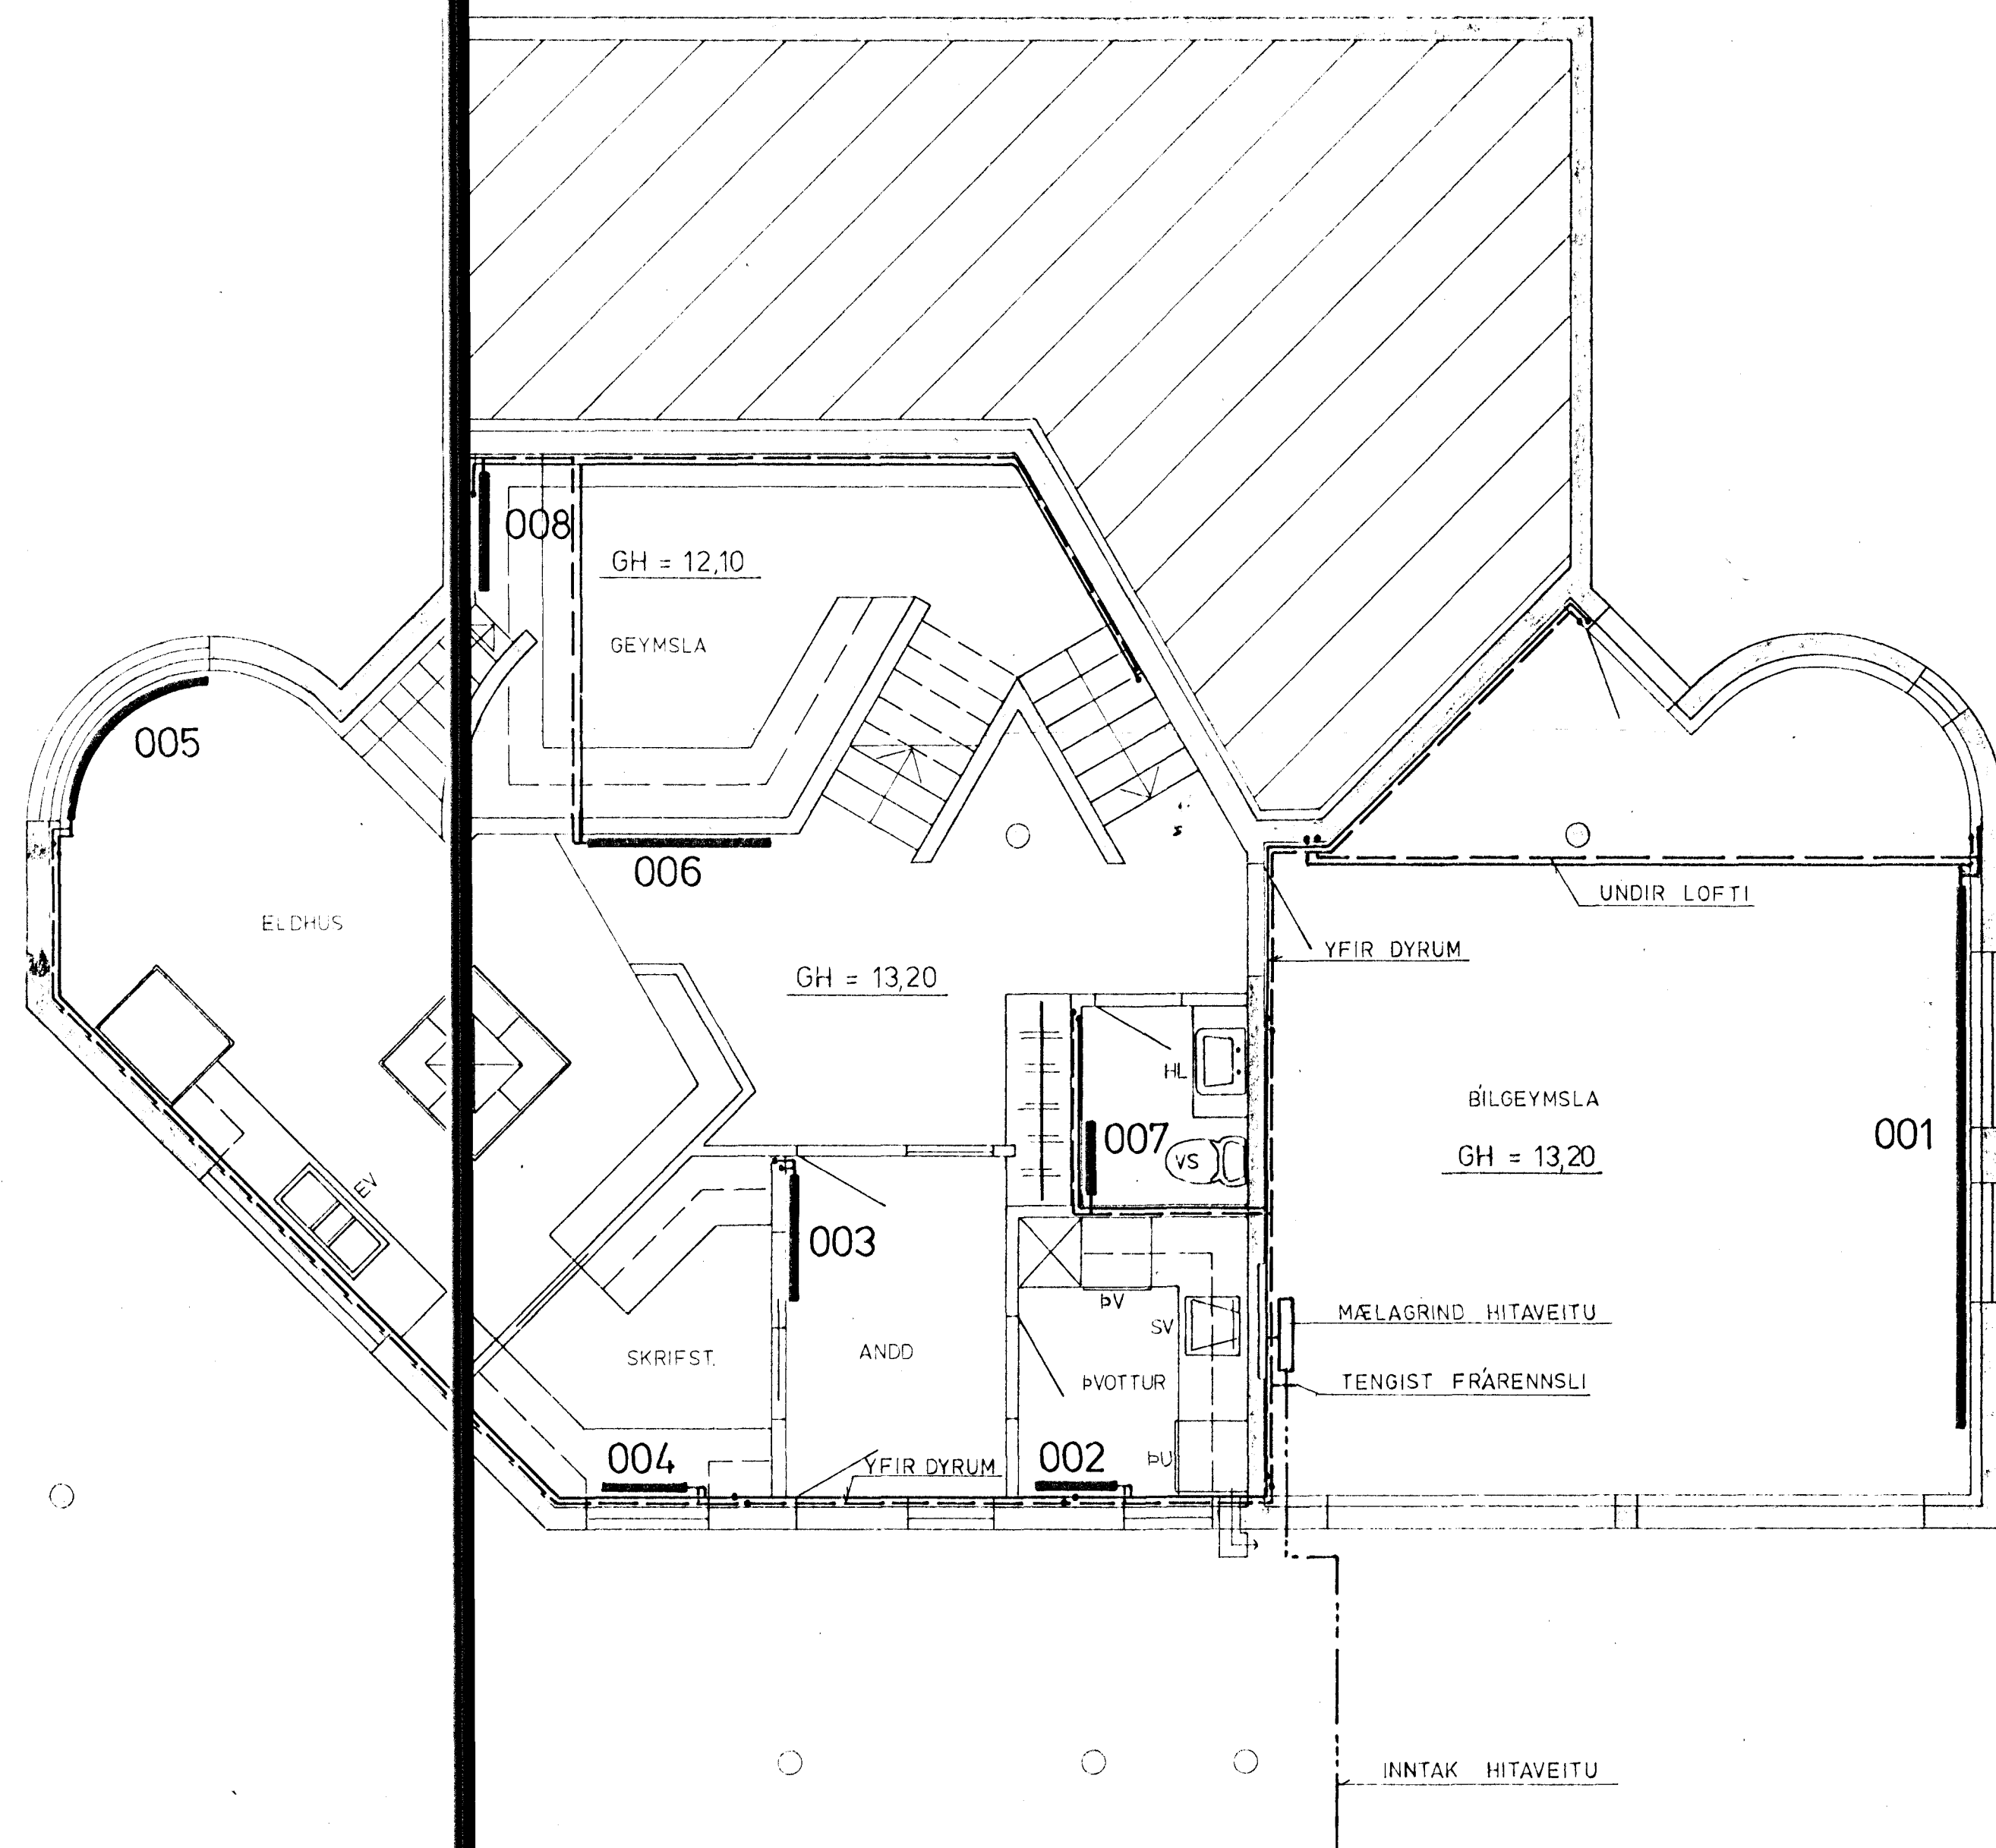 008
GH = 12,10
GEYMSLA
005
006
UNDIR LOFTI
ELDHUS
YFIR DYRUM
GH = 13,20
HL
BÍLGEYMSLA
001
007
VS
GH = 13,20
EV
003
ÞV
MÆLAGRIND HITAVEITU
SV
SKRIFST.
ANDD
ÞVOTTUR
TENGIST FRÁRENNSLI
004
YFIR DYRUM
002
ÞU
INNTAK HITAVEITU